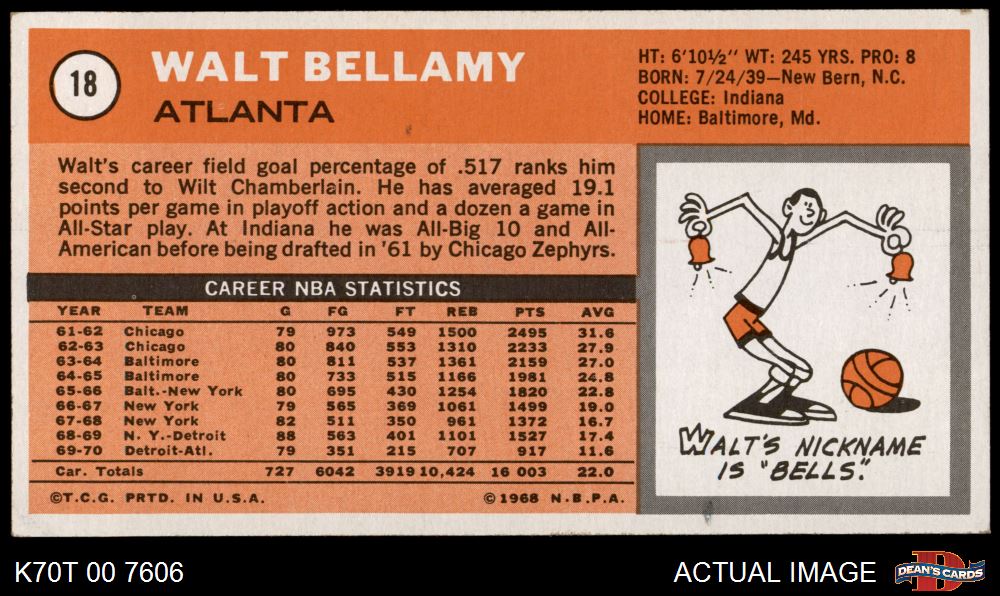 18
WALT BELLAMY
ATLANTA
HT: 6'10½" WT: 245 YRS. PRO: 8
BORN: 7/24/39—New Bern, N.C.
COLLEGE: Indiana
HOME: Baltimore, Md.
Walt's career field goal percentage of .517 ranks him
second to Wilt Chamberlain. He has averaged 19.1
points per game in playoff action and a dozen a game in
All-Star play. At Indiana he was All-Big 10 and All-
American before being drafted in '61 by Chicago Zephyrs.
CAREER NBA STATISTICS
YEAR TEAM G FG FT REB PTS AVG
61-62 Chicago 79 973 549 1500 2495 31.6
62-63 Chicago 80 840 553 1310 2233 27.9
63-64 Baltimore 80 811 537 1361 2159 27.0
64-65 Baltimore 80 733 515 1166 1981 24.8
65-66 Balt.-New York 80 695 430 1254 1820 22.8
66-67 New York 79 565 369 1061 1499 19.0
67-68 New York 82 511 350 961 1372 16.7
68-69 N. Y.-Detroit 88 563 401 1101 1527 17.4
69-70 Detroit-Atl. 79 351 215 707 917 11.6
Car. Totals 727 6042 3919 10,424 16 003 22.0
©T.C.G. PRTD. IN U.S.A. ©1968 N.B.P.A.
WALT'S NICKNAME
IS "BELLS".
K70T 00 7606
ACTUAL IMAGE
D
DEAN'S CARDS